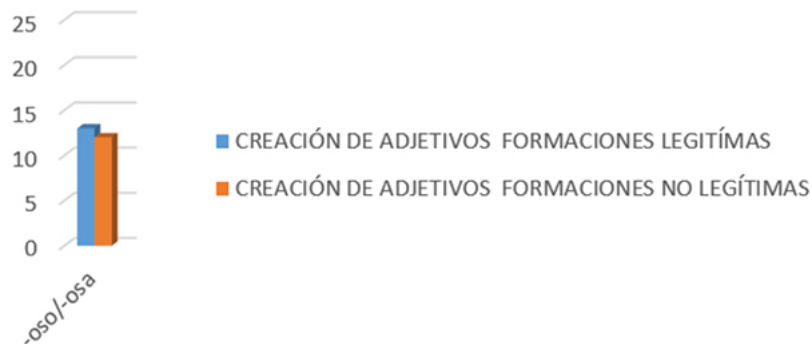 25
20
15
10
5
0
-oso/-osa
CREACIÓN DE ADJETIVOS FORMACIONES LEGITÍMAS
CREACIÓN DE ADJETIVOS FORMACIONES NO LEGÍTIMAS